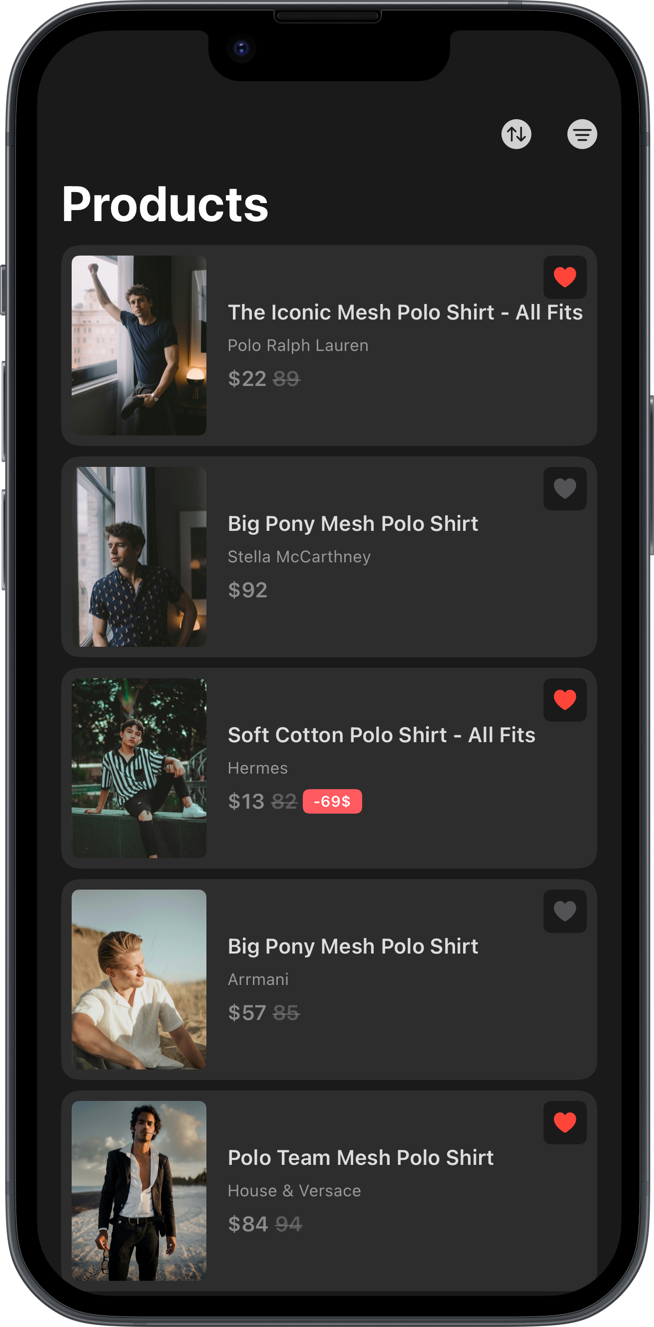 Products
The Iconic Mesh Polo Shirt - All Fits
Polo Ralph Lauren
$22 89
Big Pony Mesh Polo Shirt
Stella McCarthney
$92
Soft Cotton Polo Shirt - All Fits
Hermes
$13 82 -69$
Big Pony Mesh Polo Shirt
Arrmani
$57 85
Polo Team Mesh Polo Shirt
House & Versace
$84 94